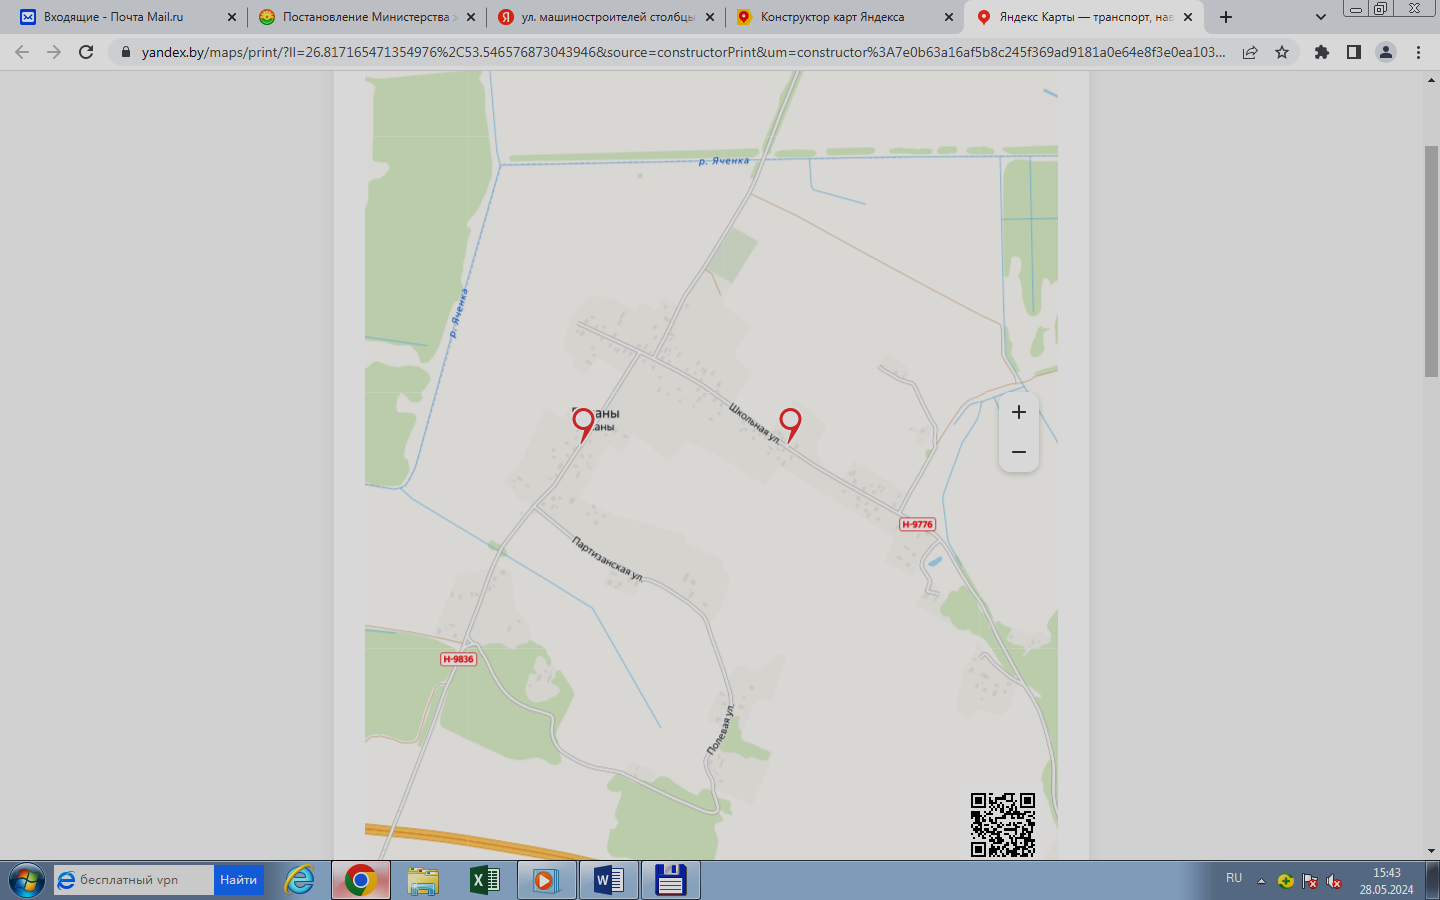 Входящие - Почта Mail.ru
Постановление Министерства
ул. машиностроителей столбцы
Конструктор карт Яндекса
Яндекс Карты — транспорт, нав
yandex.by/maps/print/?ll=26.817165471354976%2C53.546576873043946&source=constructorPrint&um=constructor%3A7e0b63a16af5b8c245f369ad9181a0e64e8f3e0ea103...
р. Яченка
р. Яченка
Школьная ул.
+
−
Н-9776
Партизанская ул.
Н-9836
Полевая ул.
бесплатный vpn
Найти
RU
15:43
28.05.2024